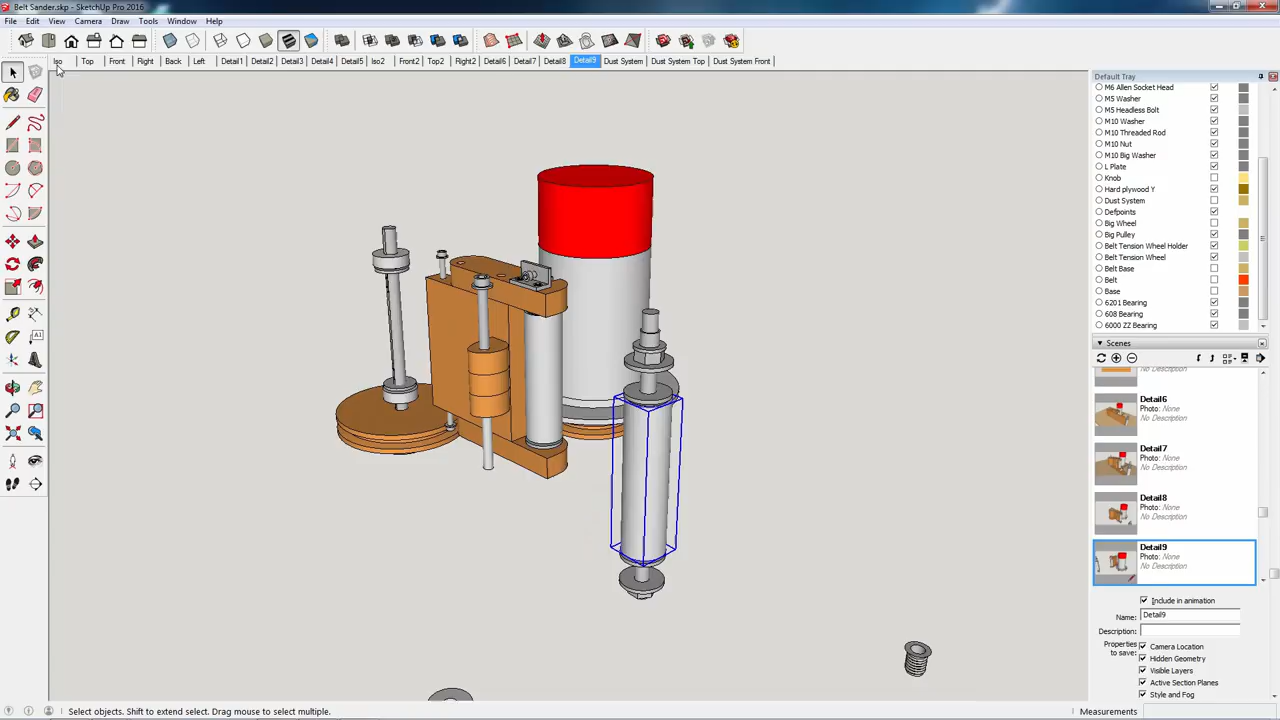 Belt Sander.skp - SketchUp Pro 2016
File Edit View Camera Draw Tools Window Help
Iso Top Front Right Back Left Detail1 Detail2 Detail3 Detail4 Detail5 Iso2 Front2 Top2 Right2 Detail6 Detail7 Detail8 Detail9 Dust System Dust System Top Dust System Front
Default Tray
M6 Allen Socket Head
M5 Washer
M5 Headless Bolt
M10 Washer
M10 Threaded Rod
M10 Nut
M10 Big Washer
L Plate
Knob
Hard plywood Y
Dust System
Defpoints
Big Wheel
Big Pulley
Belt Tension Wheel Holder
Belt Tension Wheel
Belt Base
Belt
Base
6201 Bearing
608 Bearing
6000 ZZ Bearing
Scenes
No Description
Detail6
Photo: None
No Description
Detail7
Photo: None
No Description
Detail8
Photo: None
No Description
Detail9
Photo: None
No Description
Include in animation
Name: Detail9
Description:
Properties to save:
Camera Location
Hidden Geometry
Visible Layers
Active Section Planes
Style and Fog
Select objects. Shift to extend select. Drag mouse to select multiple.
Measurements